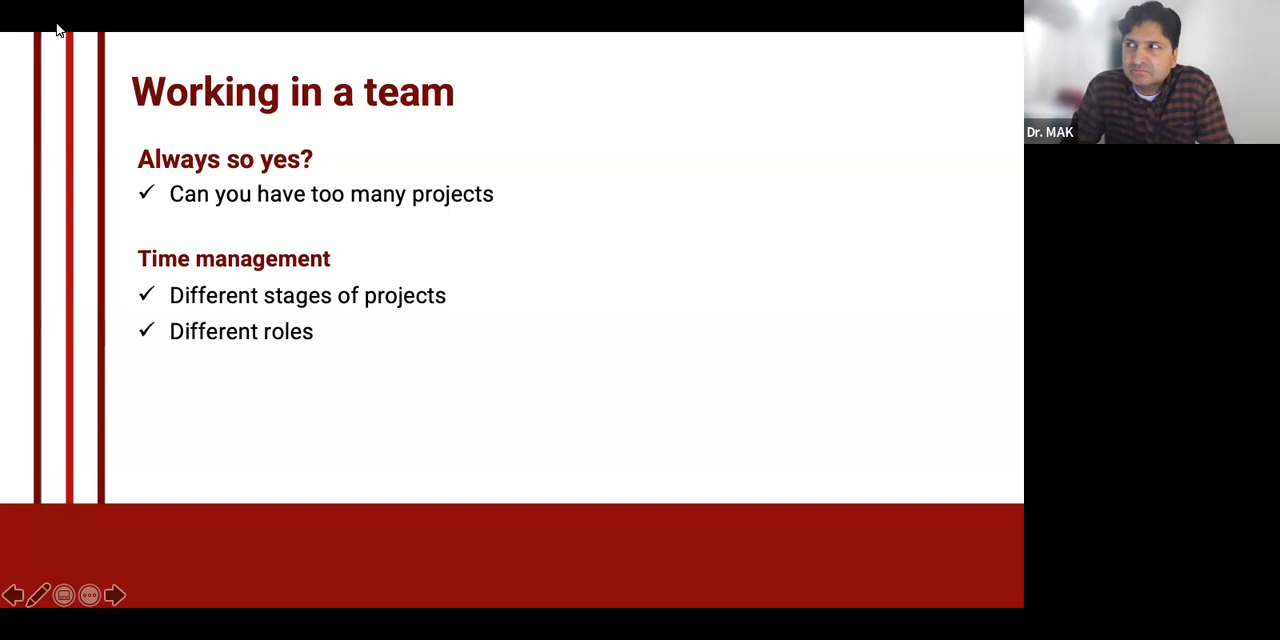 Working in a team
Always so yes?
✓ Can you have too many projects
Time management
✓ Different stages of projects
✓ Different roles
Dr. MAK